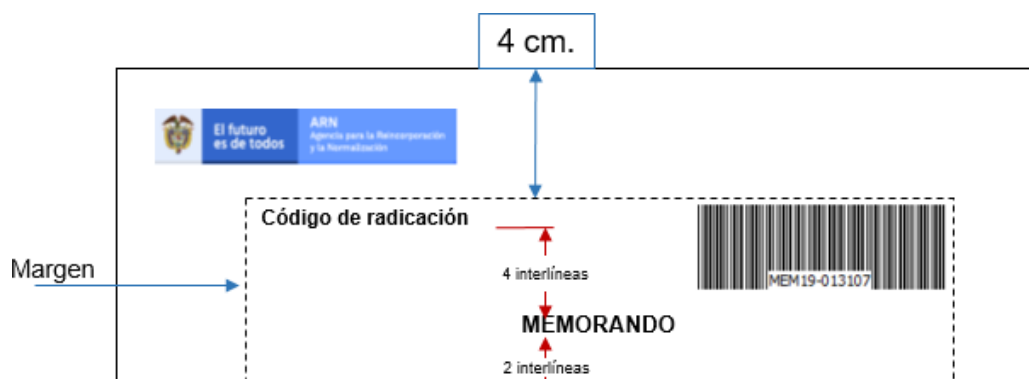 4 cm.
El futuro
es de todos
ARN
Agencia para la Reincorporación
y la Normalización
Código de radicación
Margen
4 interlíneas
MEM19-013107
MEMORANDO
2 interlíneas